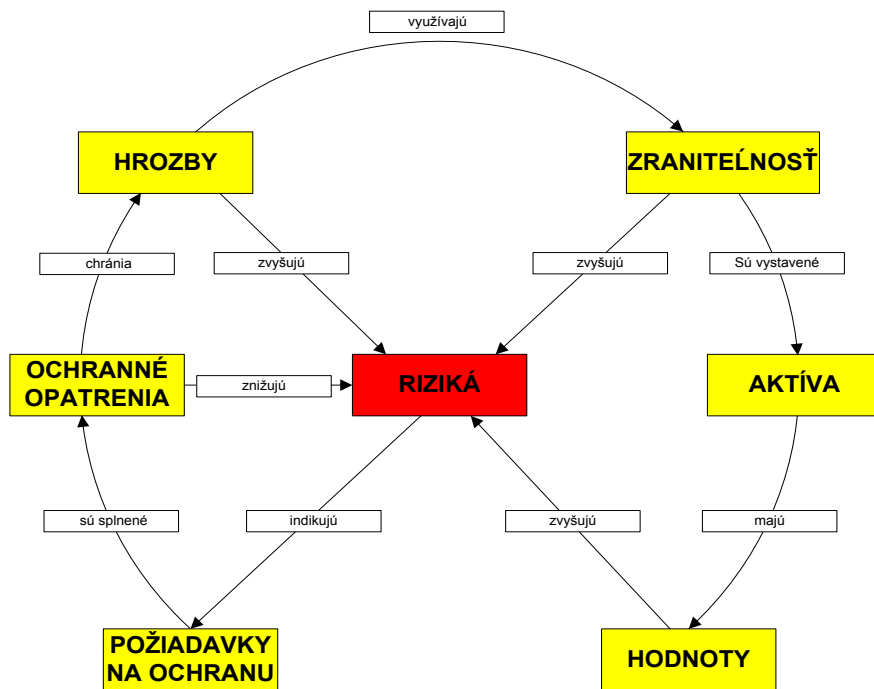 využívajú
HROZBY
ZRANITEĹNOSŤ
chránia
zvyšujú
zvyšujú
Sú vystavené
OCHRANNÉ
OPATRENIA
znižujú
RIZIKÁ
AKTÍVA
sú splnené
indikujú
zvyšujú
majú
POŽIADAVKY
NA OCHRANU
HODNOTY